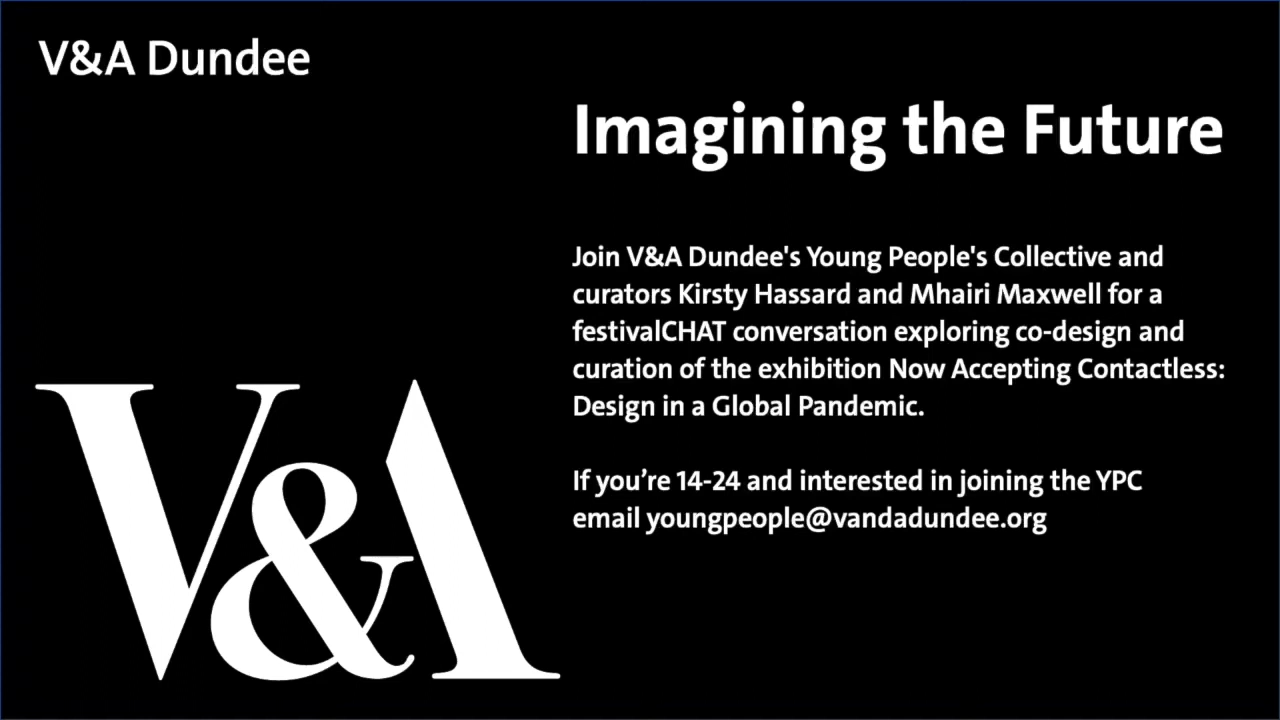 V&A Dundee
Imagining the Future
Join V&A Dundee's Young People's Collective and
curators Kirsty Hassard and Mhairi Maxwell for a
festivalCHAT conversation exploring co-design and
curation of the exhibition Now Accepting Contactless:
Design in a Global Pandemic.
If you’re 14-24 and interested in joining the YPC
email youngpeople@vandadundee.org
V&A